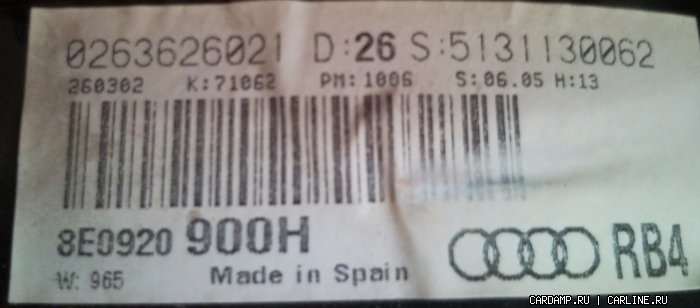 0263626021 D:26 S:5131130062
260302 K:71062 PM:1006 S:06.05 H:13
8E0920 900H RB4
W: 965 Made in Spain
CARDAMP.RU | CARLINE.RU